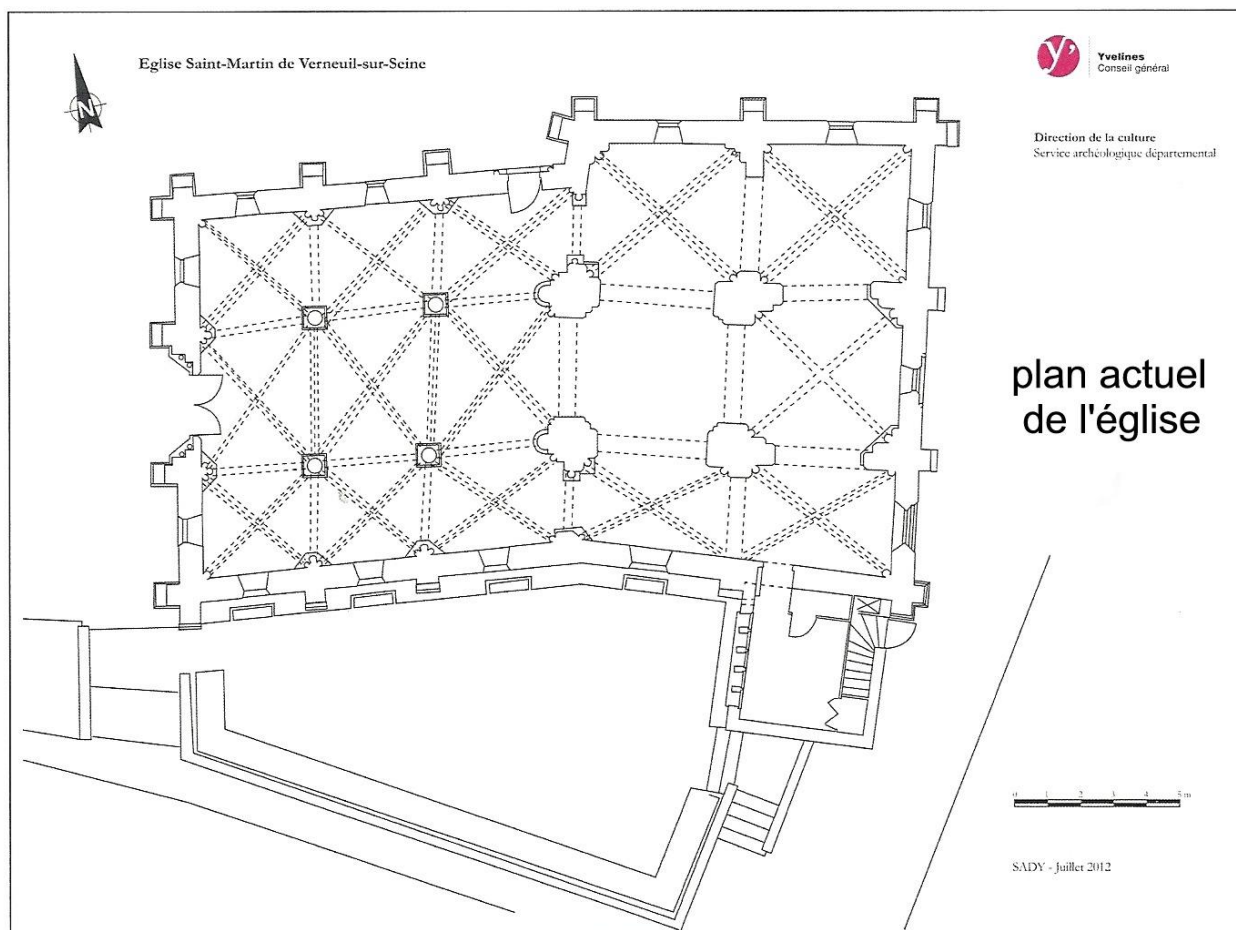 Eglise Saint-Martin de Verneuil-sur-Seine
N
y'
Yvelines
Conseil général
Direction de la culture
Service archéologique départemental
plan actuel
de l'église
0 1 2 3 4 5 m
SADY - Juillet 2012